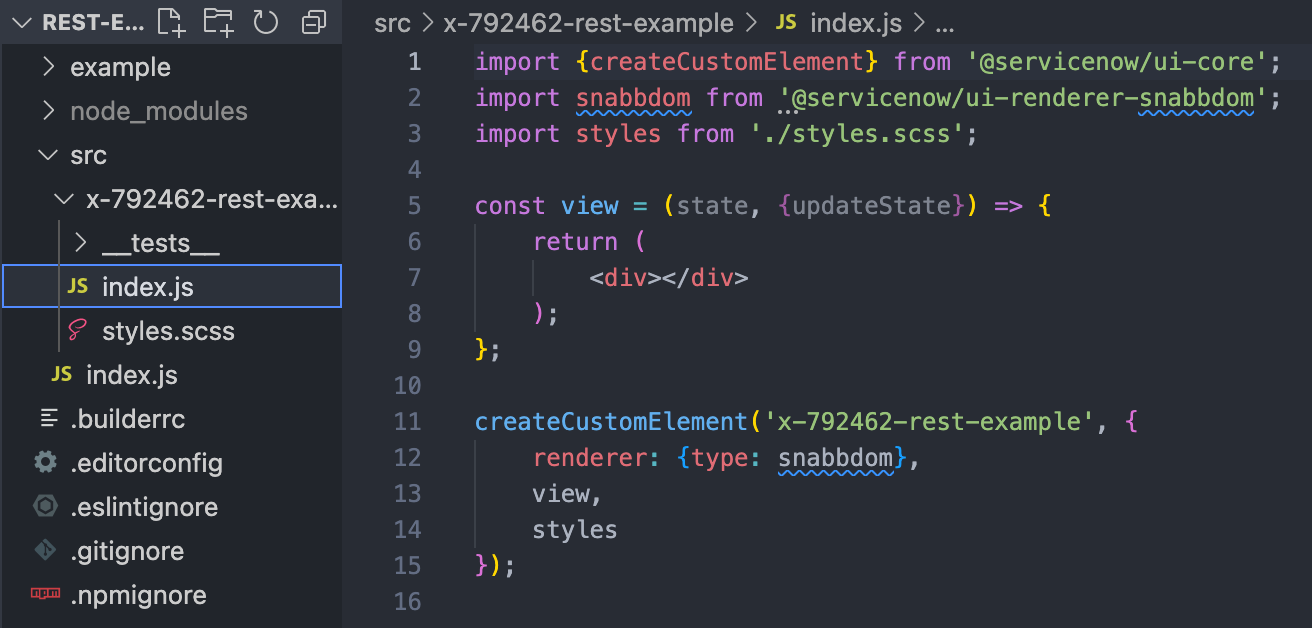 REST-E...
example
node_modules
src
x-792462-rest-exa...
__tests__
JS index.js
styles.scss
JS index.js
.builderrc
.editorconfig
.eslintignore
.gitignore
npm .npmignore
src > x-792462-rest-example > JS index.js > ...
1 import {createCustomElement} from '@servicenow/ui-core';
2 import snabbdom from '@servicenow/ui-renderer-snabbdom';
3 import styles from './styles.scss';
4
5 const view = (state, {updateState}) => {
6 return (
7 <div></div>
8 );
9 };
10
11 createCustomElement('x-792462-rest-example', {
12 renderer: {type: snabbdom},
13 view,
14 styles
15 });
16